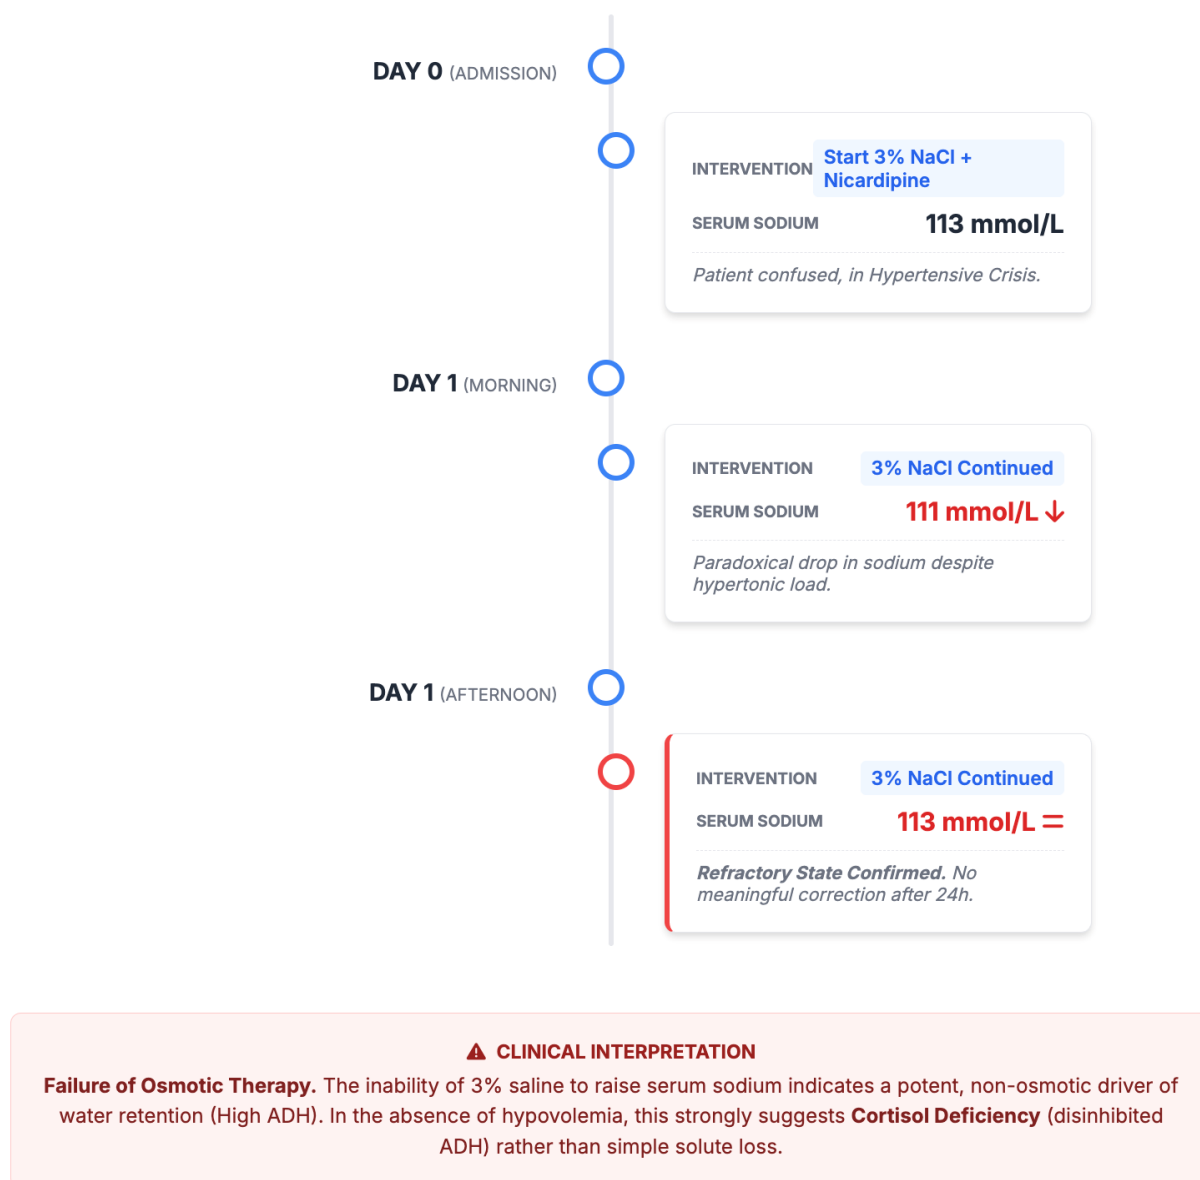 DAY 0 (ADMISSION)
INTERVENTION
Start 3% NaCl +
Nicardipine
SERUM SODIUM 113 mmol/L
Patient confused, in Hypertensive Crisis.
DAY 1 (MORNING)
INTERVENTION 3% NaCl Continued
SERUM SODIUM 111 mmol/L ↓
Paradoxical drop in sodium despite
hypertonic load.
DAY 1 (AFTERNOON)
INTERVENTION 3% NaCl Continued
SERUM SODIUM 113 mmol/L =
Refractory State Confirmed. No
meaningful correction after 24h.
CLINICAL INTERPRETATION
Failure of Osmotic Therapy. The inability of 3% saline to raise serum sodium indicates a potent, non-osmotic driver of
water retention (High ADH). In the absence of hypovolemia, this strongly suggests Cortisol Deficiency (disinhibited
ADH) rather than simple solute loss.